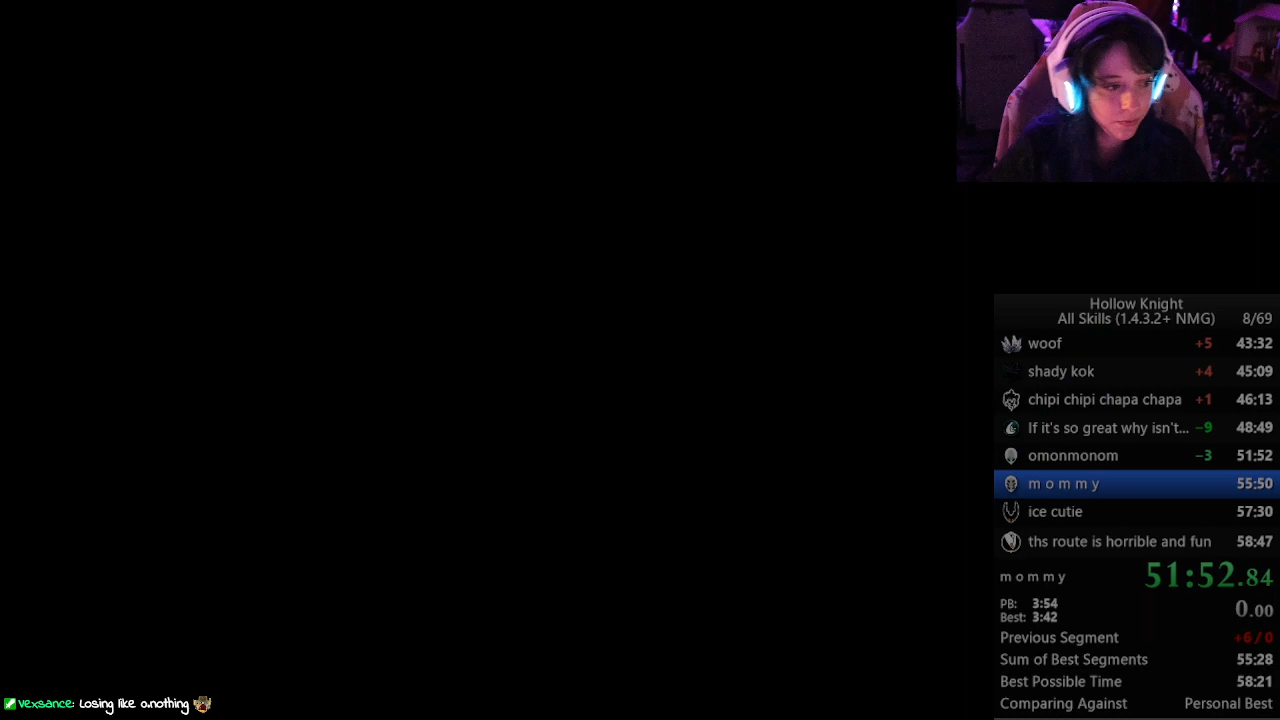 Hollow Knight
All Skills (1.4.3.2+ NMG) 8/69
woof +5 43:32
shady kok +4 45:09
chipi chipi chapa chapa +1 46:13
If it's so great why isn't... −9 48:49
omonmonom −3 51:52
m o m m y 55:50
ice cutie 57:30
ths route is horrible and fun 58:47
m o m m y 51:52.84
PB: 3:54 0.00
Best: 3:42
Previous Segment +6 / 0
Sum of Best Segments 55:28
Best Possible Time 58:21
Comparing Against Personal Best
vexsance: Losing like a.nothing